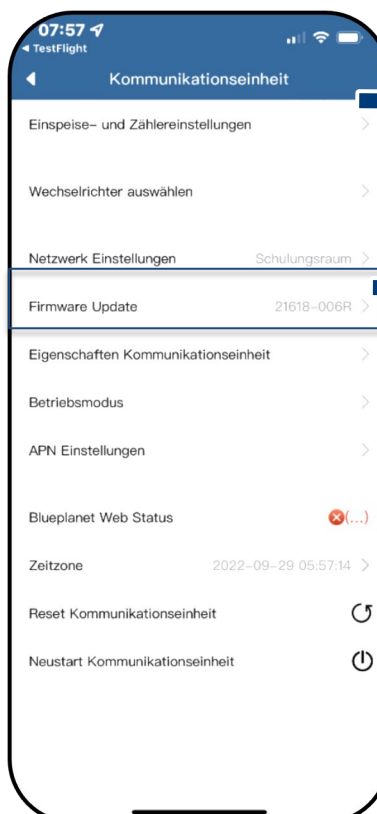 07:57
TestFlight
Kommunikationseinheit
Einspeise- und Zählereinstellungen
Wechselrichter auswählen
Netzwerk Einstellungen Schulungsraum
Firmware Update 21618-006R
Eigenschaften Kommunikationseinheit
Betriebsmodus
APN Einstellungen
Blueplanet Web Status (...)
Zeitzone 2022-09-29 05:57:14
Reset Kommunikationseinheit
Neustart Kommunikationseinheit